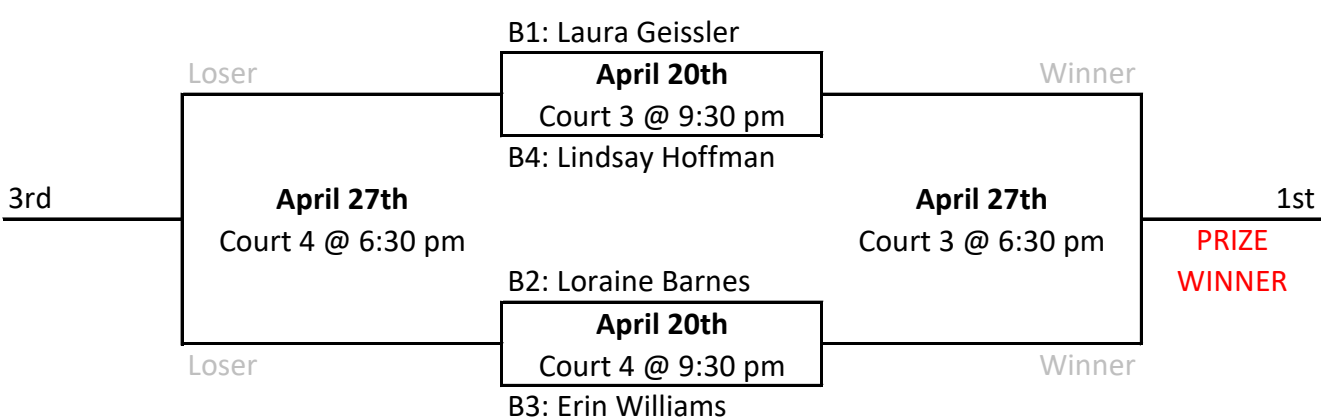 B1: Laura Geissler
Loser
April 20th
Winner
Court 3 @ 9:30 pm
B4: Lindsay Hoffman
3rd
April 27th
April 27th
1st
Court 4 @ 6:30 pm
Court 3 @ 6:30 pm
PRIZE
WINNER
B2: Loraine Barnes
April 20th
Loser
Court 4 @ 9:30 pm
Winner
B3: Erin Williams